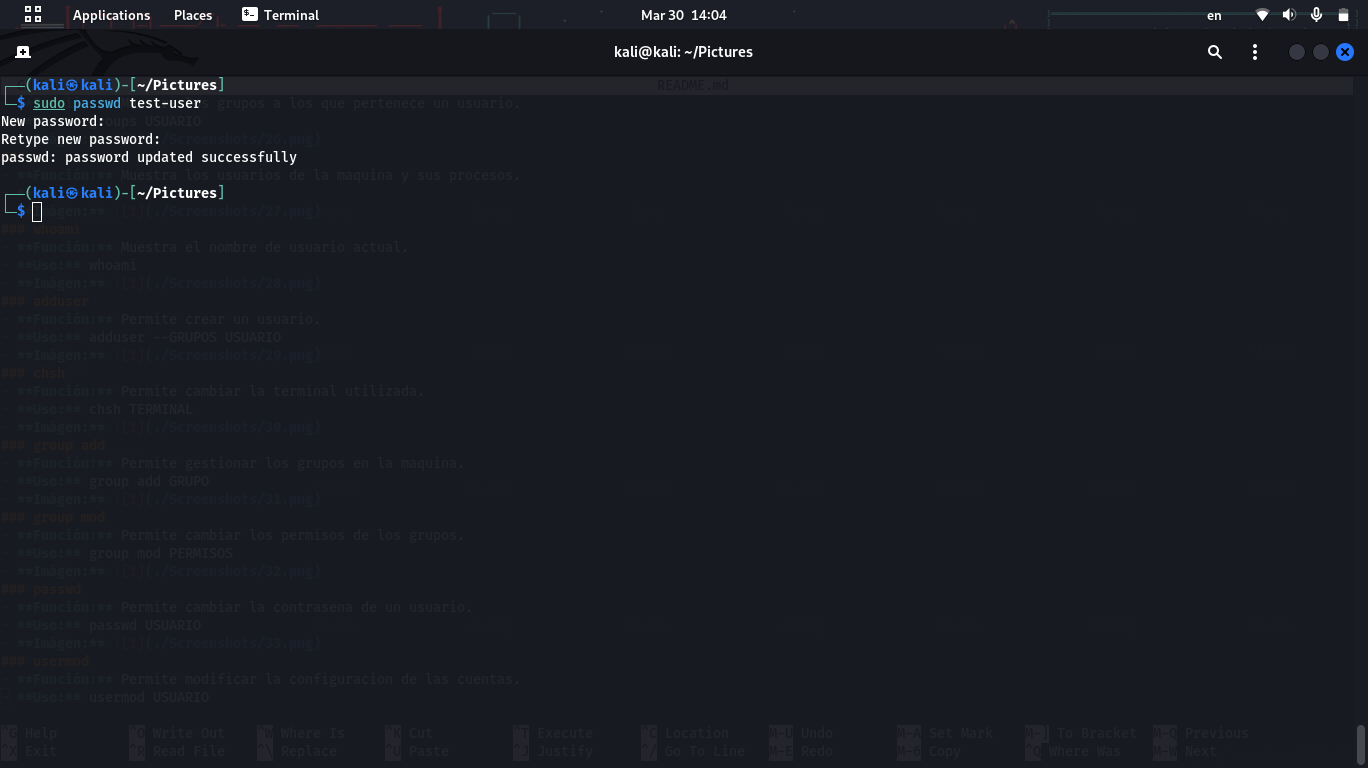 Applications Places Terminal Mar 30 14:04 en
kali@kali: ~/Pictures
┌──(kali㉿kali)-[~/Pictures] README.md
└─$ sudo passwd test-user grupos a los que pertenece un usuario.
New password: groups USUARIO
Retype new password: /Screenshots/26.png)
passwd: password updated successfully
- **Función:** Muestra los usuarios de la maquina y sus procesos.
┌──(kali㉿kali)-[~/Pictures]
└─$ Imágen:** ![X](./Screenshots/27.png)
### whoami
- **Función:** Muestra el nombre de usuario actual.
- **Uso:** whoami
- **Imágen:** ![X](./Screenshots/28.png)
### adduser
- **Función:** Permite crear un usuario.
- **Uso:** adduser --GRUPOS USUARIO
- **Imágen:** ![X](./Screenshots/29.png)
### chsh
- **Función:** Permite cambiar la terminal utilizada.
- **Uso:** chsh TERMINAL
- **Imágen:** ![X](./Screenshots/30.png)
### group add
- **Función:** Permite gestionar los grupos en la maquina.
- **Uso:** group add GRUPO
- **Imágen:** ![X](./Screenshots/31.png)
### group mod
- **Función:** Permite cambiar los permisos de los grupos.
- **Uso:** group mod PERMISOS
- **Imágen:** ![X](./Screenshots/32.png)
### passwd
- **Función:** Permite cambiar la contrasena de un usuario.
- **Uso:** passwd USUARIO
- **Imágen:** ![X](./Screenshots/33.png)
### usermod
- **Función:** Permite modificar la configuracion de las cuentas.
- **Uso:** usermod USUARIO
^G Help ^O Write Out ^W Where Is ^K Cut ^T Execute ^C Location M-U Undo M-A Set Mark M-] To Bracket M-Q Previous
^X Exit ^R Read File ^\ Replace ^U Paste ^J Justify ^/ Go To Line M-E Redo M-6 Copy ^Q Where Was M-W Next